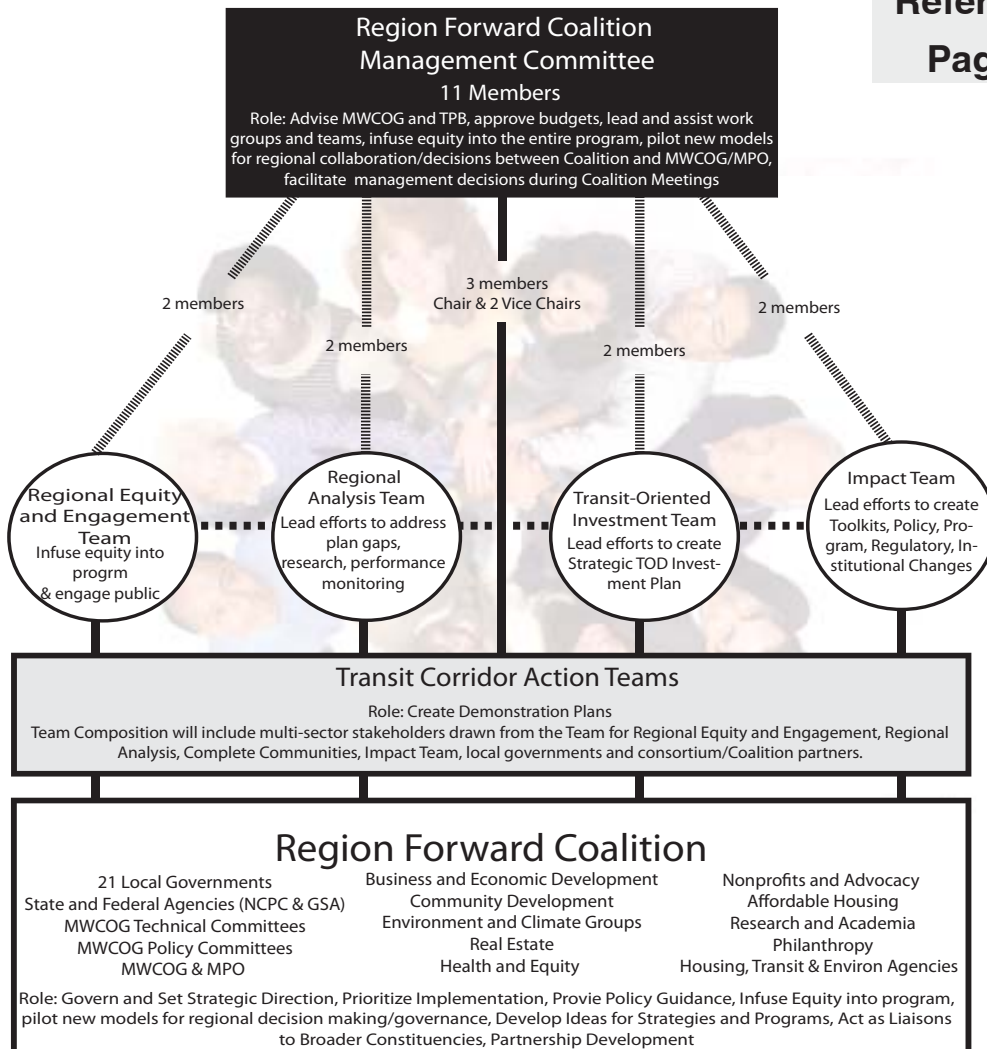 Region Forward Coalition
Management Committee
11 Members
Role: Advise MWCOG and TPB, approve budgets, lead and assist work
groups and teams, infuse equity into the entire program, pilot new models
for regional collaboration/decisions between Coalition and MWCOG/MPO,
facilitate management decisions during Coalition Meetings
2 members
2 members
3 members
Chair & 2 Vice Chairs
2 members
2 members
Regional Equity
and Engagement
Team
Infuse equity into
progrm
& engage public
Regional
Analysis Team
Lead efforts to address
plan gaps,
research, performance
monitoring
Transit-Oriented
Investment Team
Lead efforts to create
Strategic TOD Invest-
ment Plan
Impact Team
Lead efforts to create
Toolkits, Policy, Pro-
gram, Regulatory, In-
stitutional Changes
Transit Corridor Action Teams
Role: Create Demonstration Plans
Team Composition will include multi-sector stakeholders drawn from the Team for Regional Equity and Engagement, Regional
Analysis, Complete Communities, Impact Team, local governments and consortium/Coalition partners.
Region Forward Coalition
21 Local Governments
State and Federal Agencies (NCPC & GSA)
MWCOG Technical Committees
MWCOG Policy Committees
MWCOG & MPO
Business and Economic Development
Community Development
Environment and Climate Groups
Real Estate
Health and Equity
Nonprofits and Advocacy
Affordable Housing
Research and Academia
Philanthropy
Housing, Transit & Environ Agencies
Role: Govern and Set Strategic Direction, Prioritize Implementation, Provie Policy Guidance, Infuse Equity into program,
pilot new models for regional decision making/governance, Develop Ideas for Strategies and Programs, Act as Liaisons
to Broader Constituencies, Partnership Development